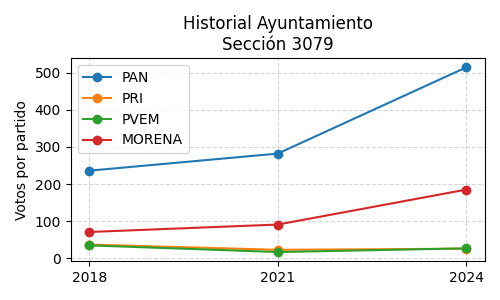 Historial Ayuntamiento
Sección 3079
Votos por partido
500
400
300
200
100
0
PAN
PRI
PVEM
MORENA
2018
2021
2024